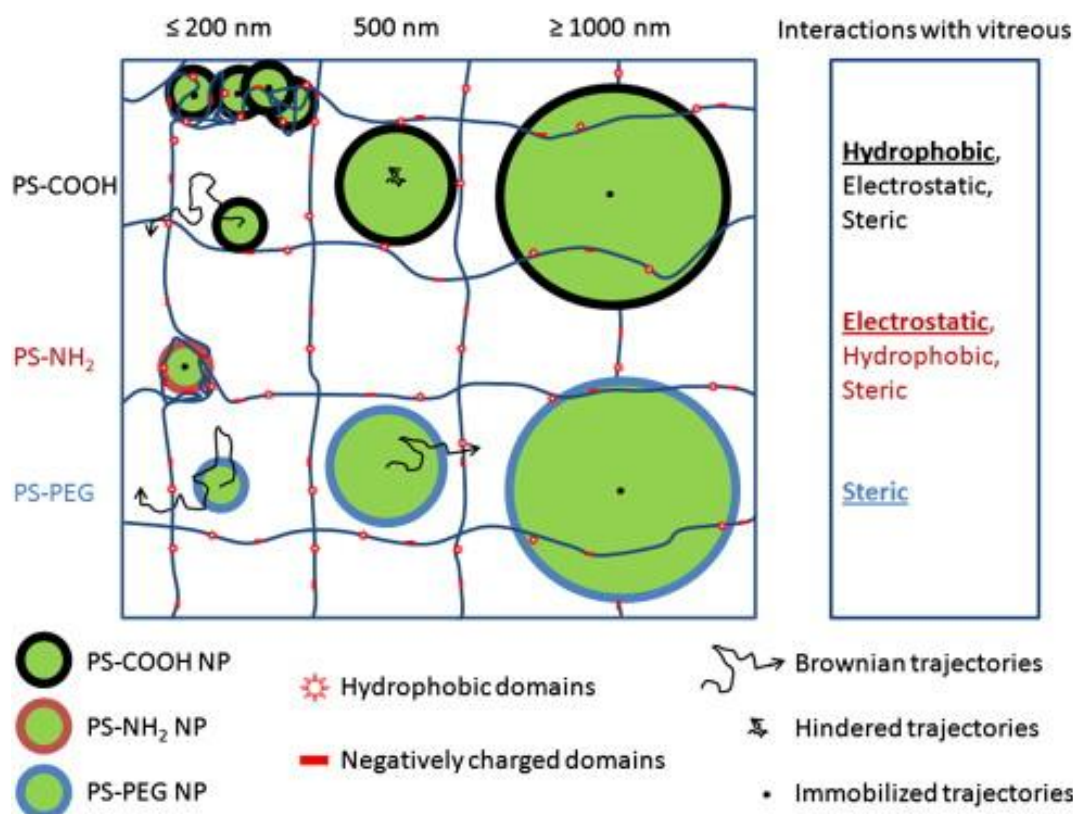 ≤ 200 nm 500 nm ≥ 1000 nm Interactions with vitreous
PS-COOH
Hydrophobic,
Electrostatic,
Steric
PS-NH₂
Electrostatic,
Hydrophobic,
Steric
PS-PEG
Steric
PS-COOH NP
PS-NH₂ NP
PS-PEG NP
Hydrophobic domains
Negatively charged domains
Brownian trajectories
Hindered trajectories
Immobilized trajectories